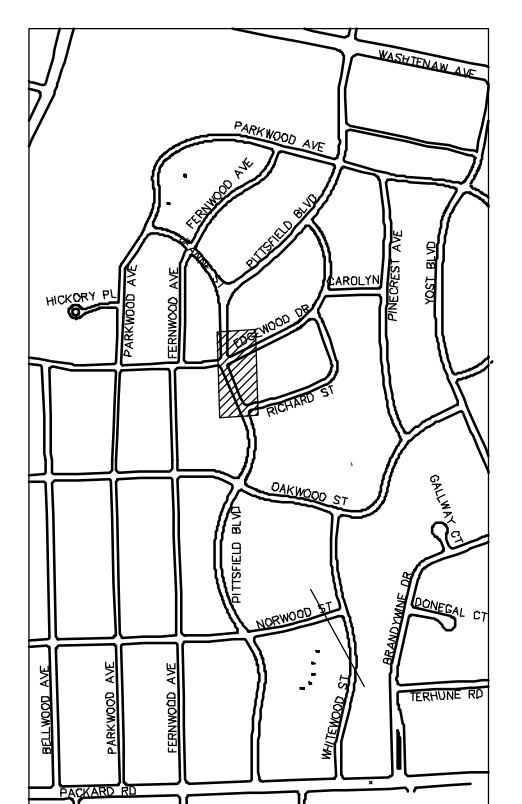 WASHTENAW AVE
PARKWOOD AVE
FERNWOOD AVE
PITTSFIELD BLVD
CAROLYN
PINECREST AVE
YOST BLVD
HICKORY PL
PARKWOOD AVE
FERNWOOD AVE
EDGEWOOD DR
RICHARD ST
OAKWOOD ST
GALLWAY CT
PITTSFIELD BLVD
NORWOOD ST
BRANDYWINE DR
DONEGAL CT
BELLWOOD AVE
PARKWOOD AVE
FERNWOOD AVE
WHITEWOOD ST
TERHUNE RD
PACKARD RD